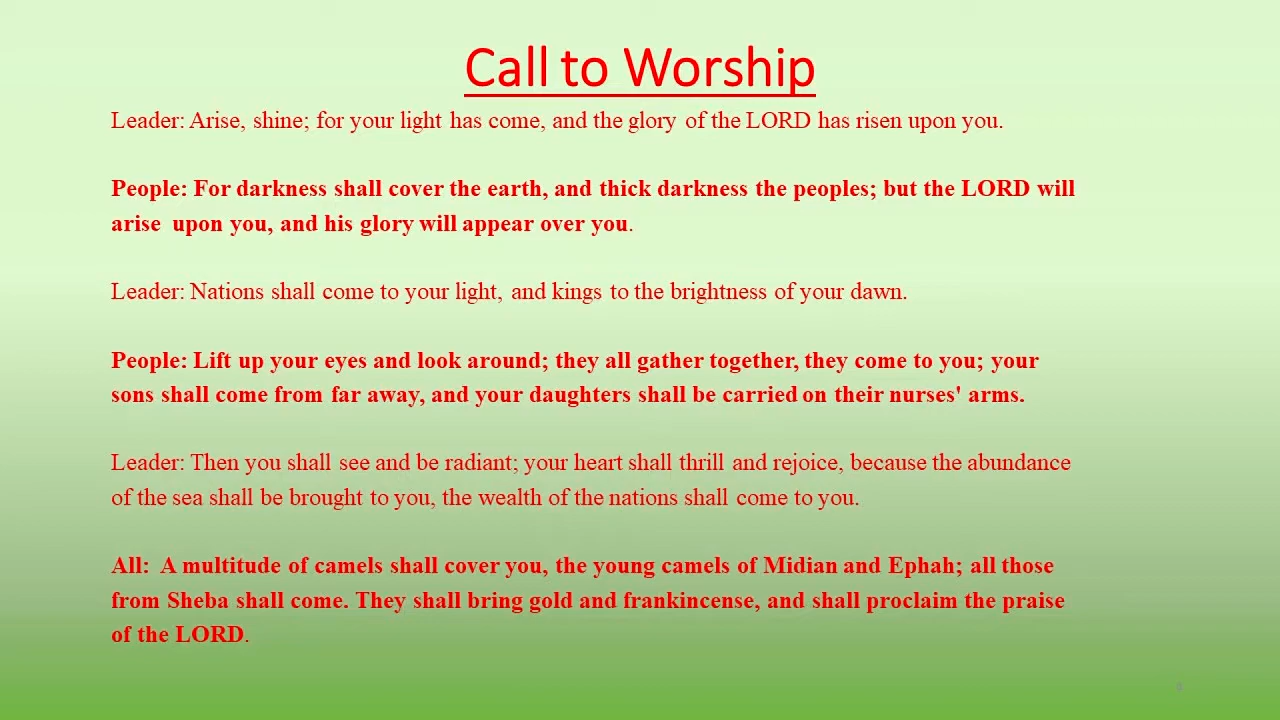 Call to Worship
Leader: Arise, shine; for your light has come, and the glory of the LORD has risen upon you.
People: For darkness shall cover the earth, and thick darkness the peoples; but the LORD will
arise  upon you, and his glory will appear over you.
Leader: Nations shall come to your light, and kings to the brightness of your dawn.
People: Lift up your eyes and look around; they all gather together, they come to you; your
sons shall come from far away, and your daughters shall be carried on their nurses' arms.
Leader: Then you shall see and be radiant; your heart shall thrill and rejoice, because the abundance
of the sea shall be brought to you, the wealth of the nations shall come to you.
All:  A multitude of camels shall cover you, the young camels of Midian and Ephah; all those
from Sheba shall come. They shall bring gold and frankincense, and shall proclaim the praise
of the LORD.